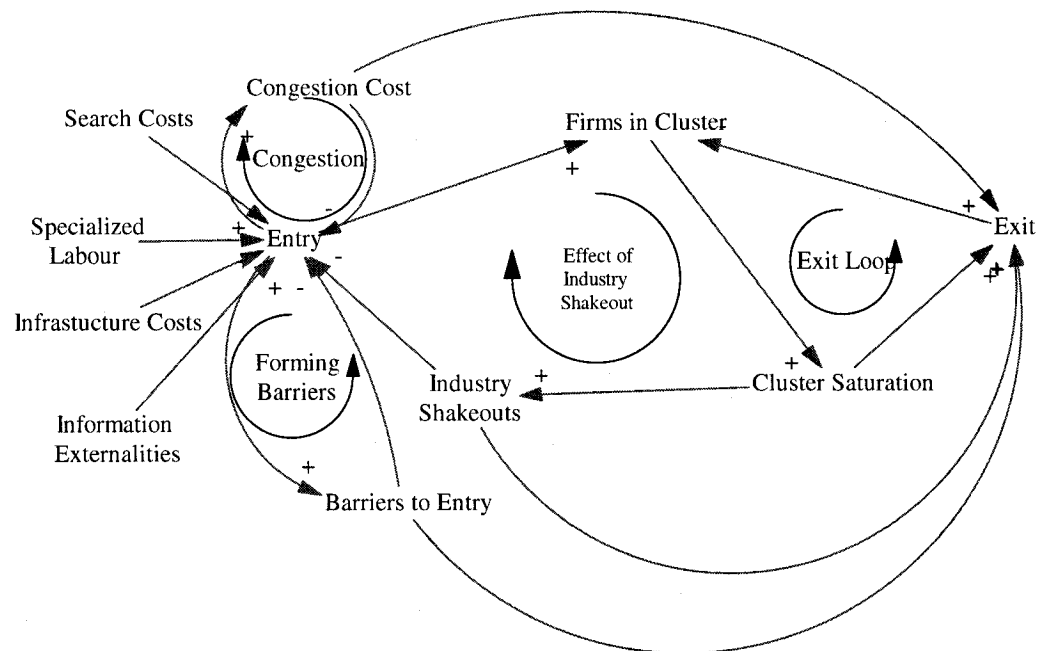 Congestion Cost
Search Costs
+
Congestion
Firms in Cluster
-
+
Specialized
Labour
+
-
Entry
-
+
Exit
Effect of
Industry
Shakeout
Exit Loop
+
+
+
-
Infrastucture Costs
Forming
Barriers
Information
Externalities
Industry
Shakeouts
+
+
Cluster Saturation
+
Barriers to Entry